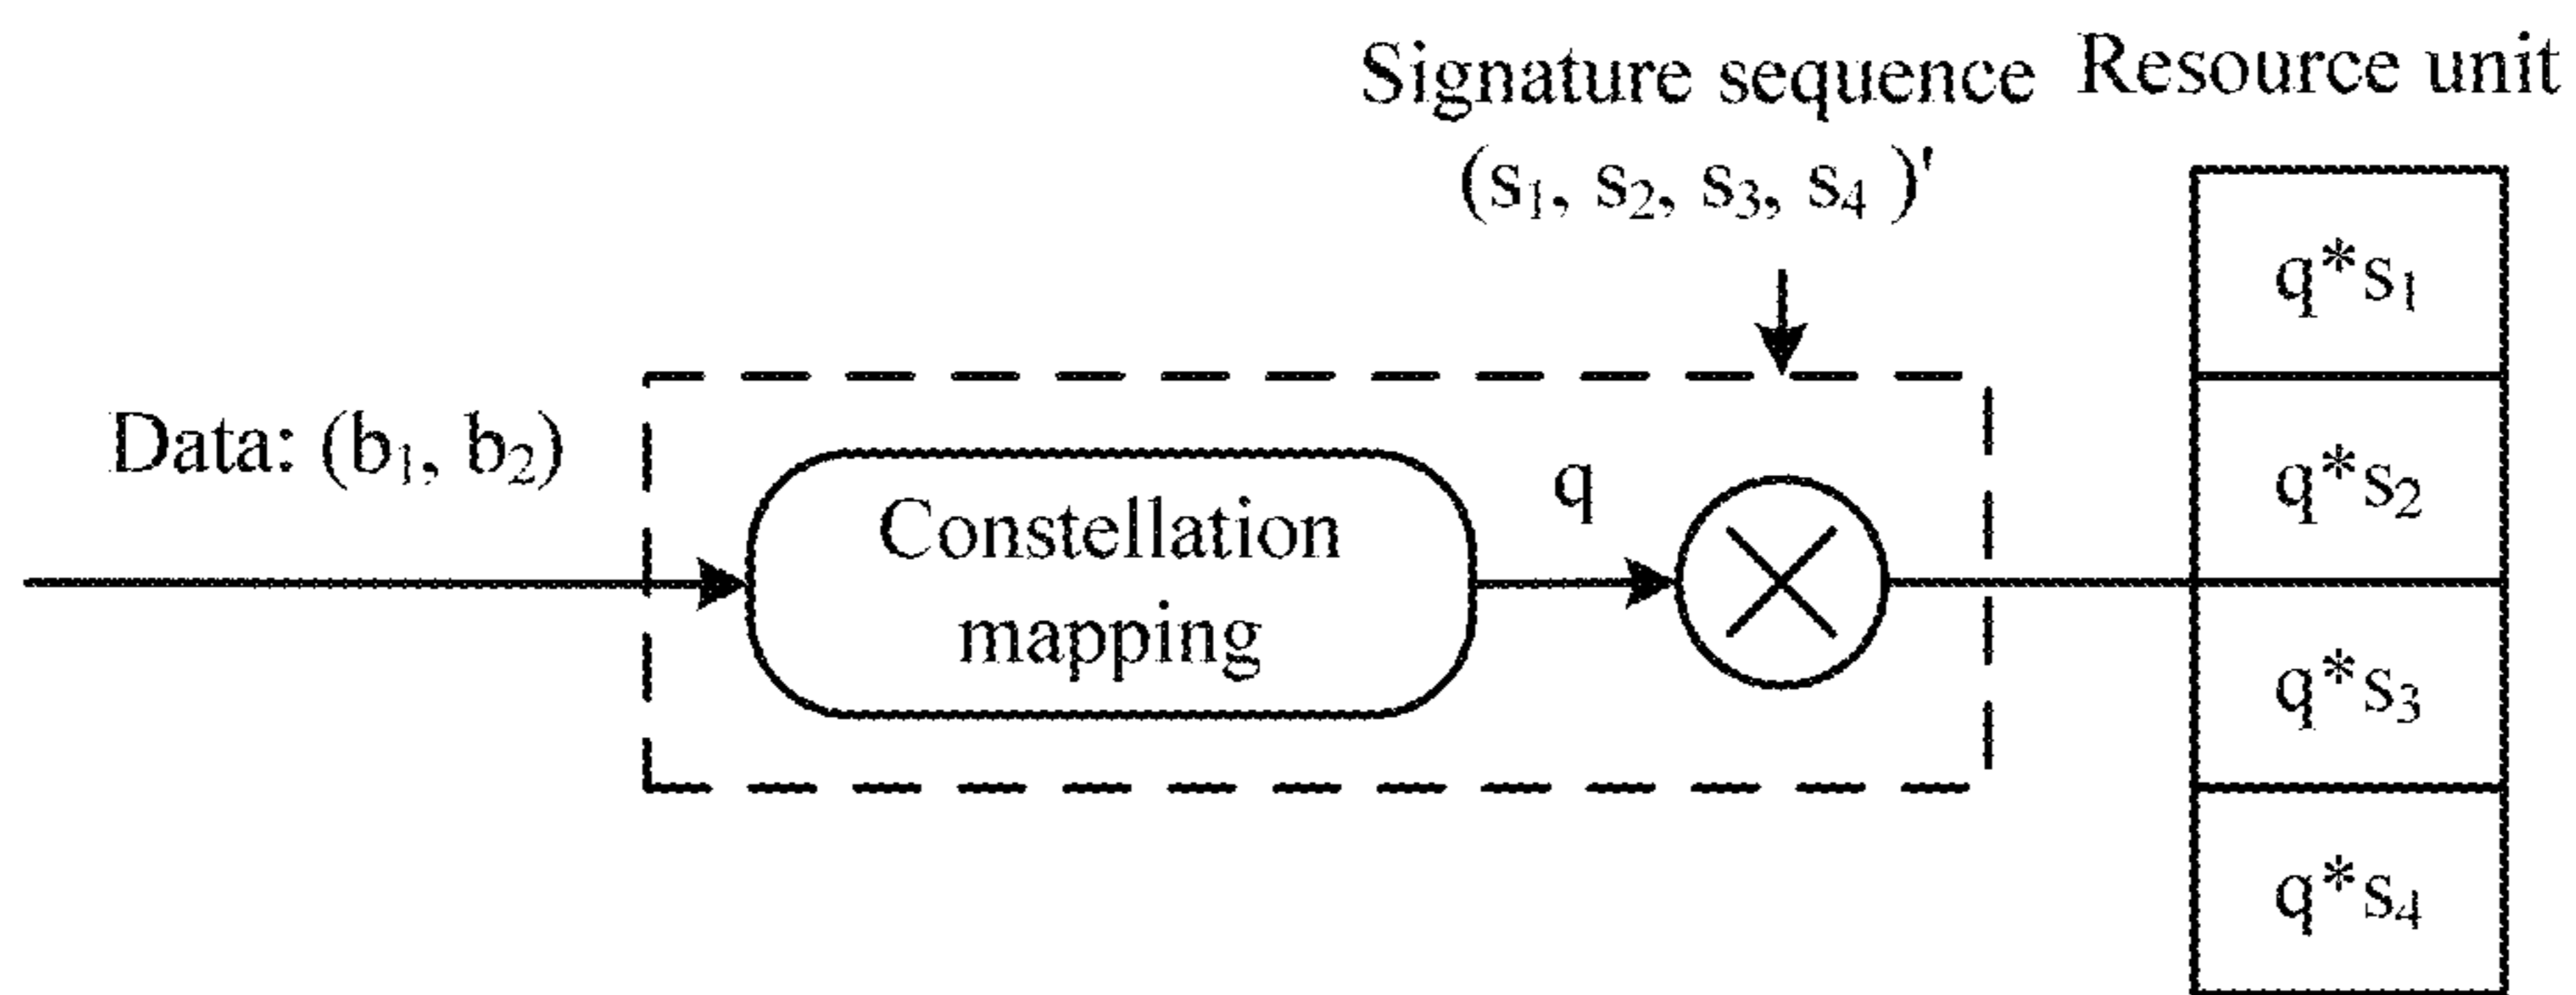 Signature sequence
(s₁, s₂, s₃, s₄ )'
Resource unit
Data: (b₁, b₂)
Constellation
mapping
q
q*s₁
q*s₂
q*s₃
q*s₄